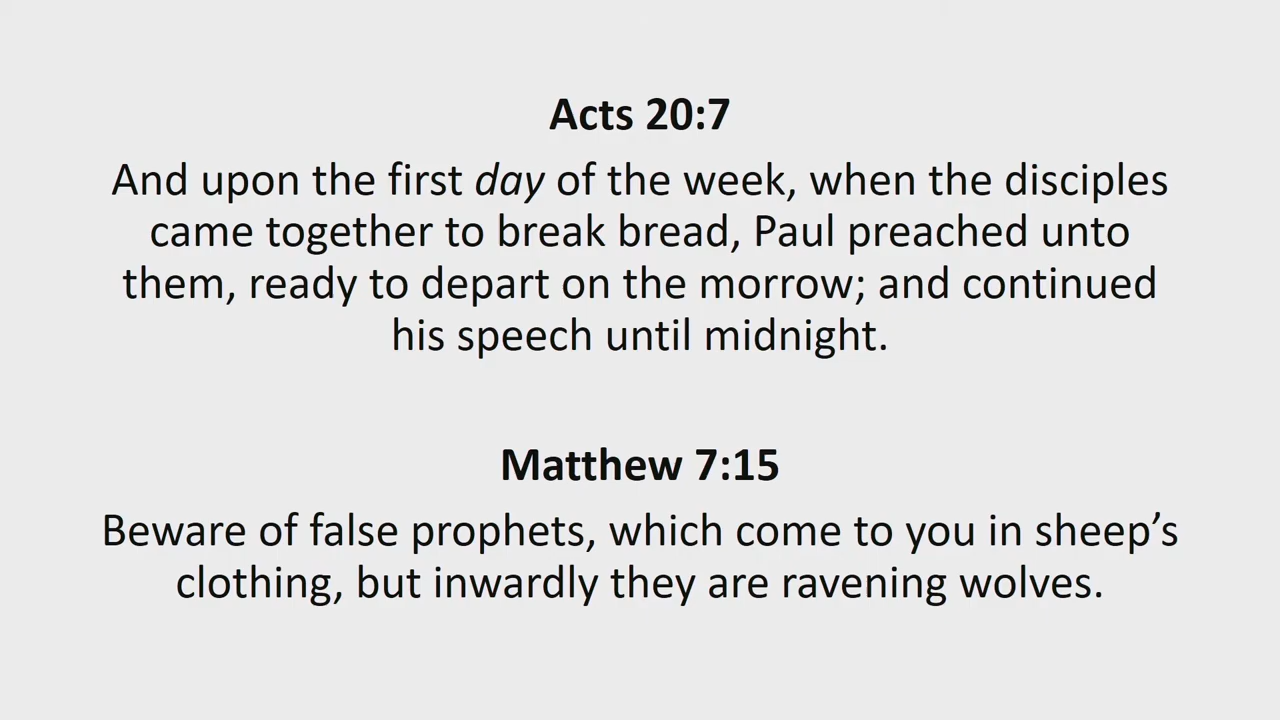 Acts 20:7
And upon the first day of the week, when the disciples
came together to break bread, Paul preached unto
them, ready to depart on the morrow; and continued
his speech until midnight.
Matthew 7:15
Beware of false prophets, which come to you in sheep’s
clothing, but inwardly they are ravening wolves.